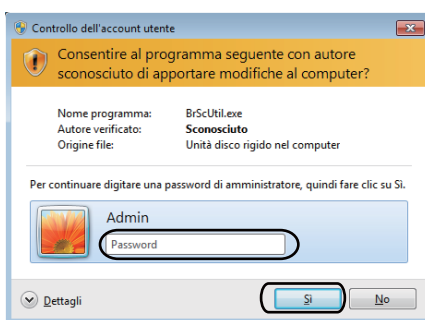 Controllo dell'account utente
Consentire al programma seguente con autore
sconosciuto di apportare modifiche al computer?
Nome programma: BrScUtil.exe
Autore verificato: Sconosciuto
Origine file: Unità disco rigido nel computer
Per continuare digitare una password di amministratore, quindi fare clic su Sì.
Admin
Password
Dettagli Sì No